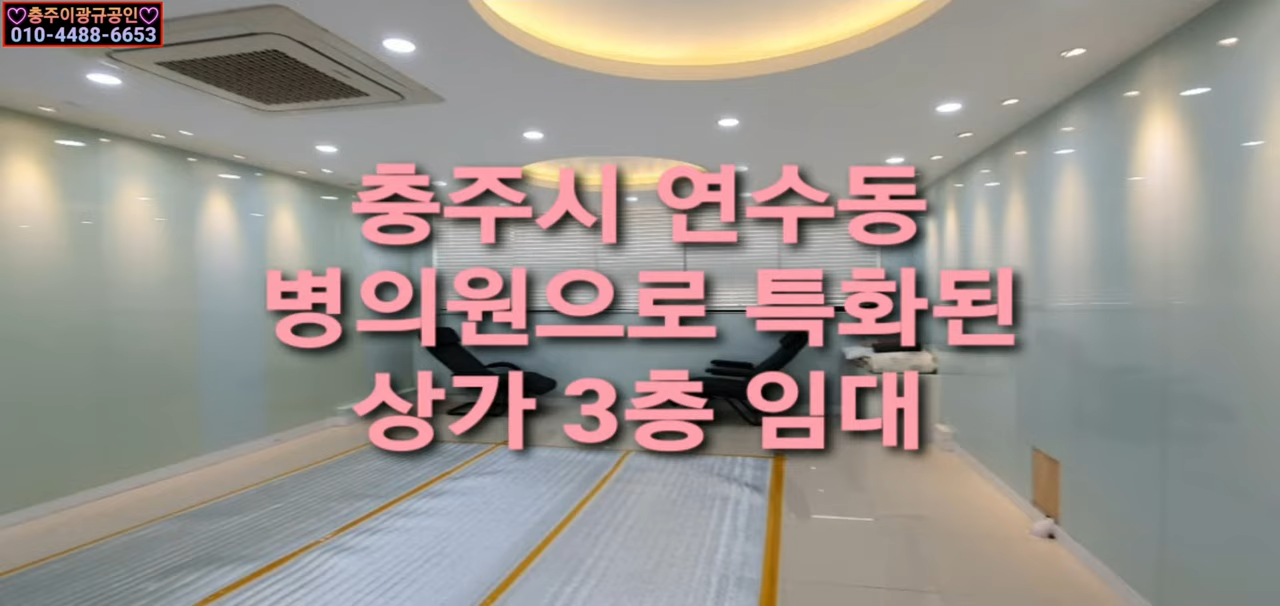 ♡충주이광규공인♡
010-4488-6653
충주시 연수동
병의원으로 특화된
상가 3층 임대